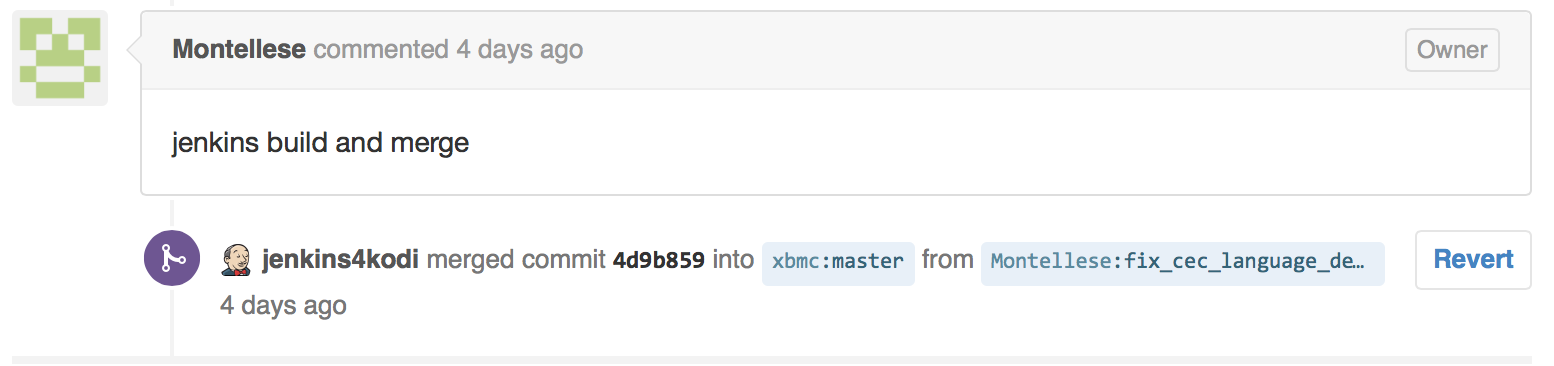 Montellese commented 4 days ago
Owner
jenkins build and merge
jenkins4kodi merged commit 4d9b859 into xbmc:master from Montellese:fix_cec_language_de…
Revert
4 days ago